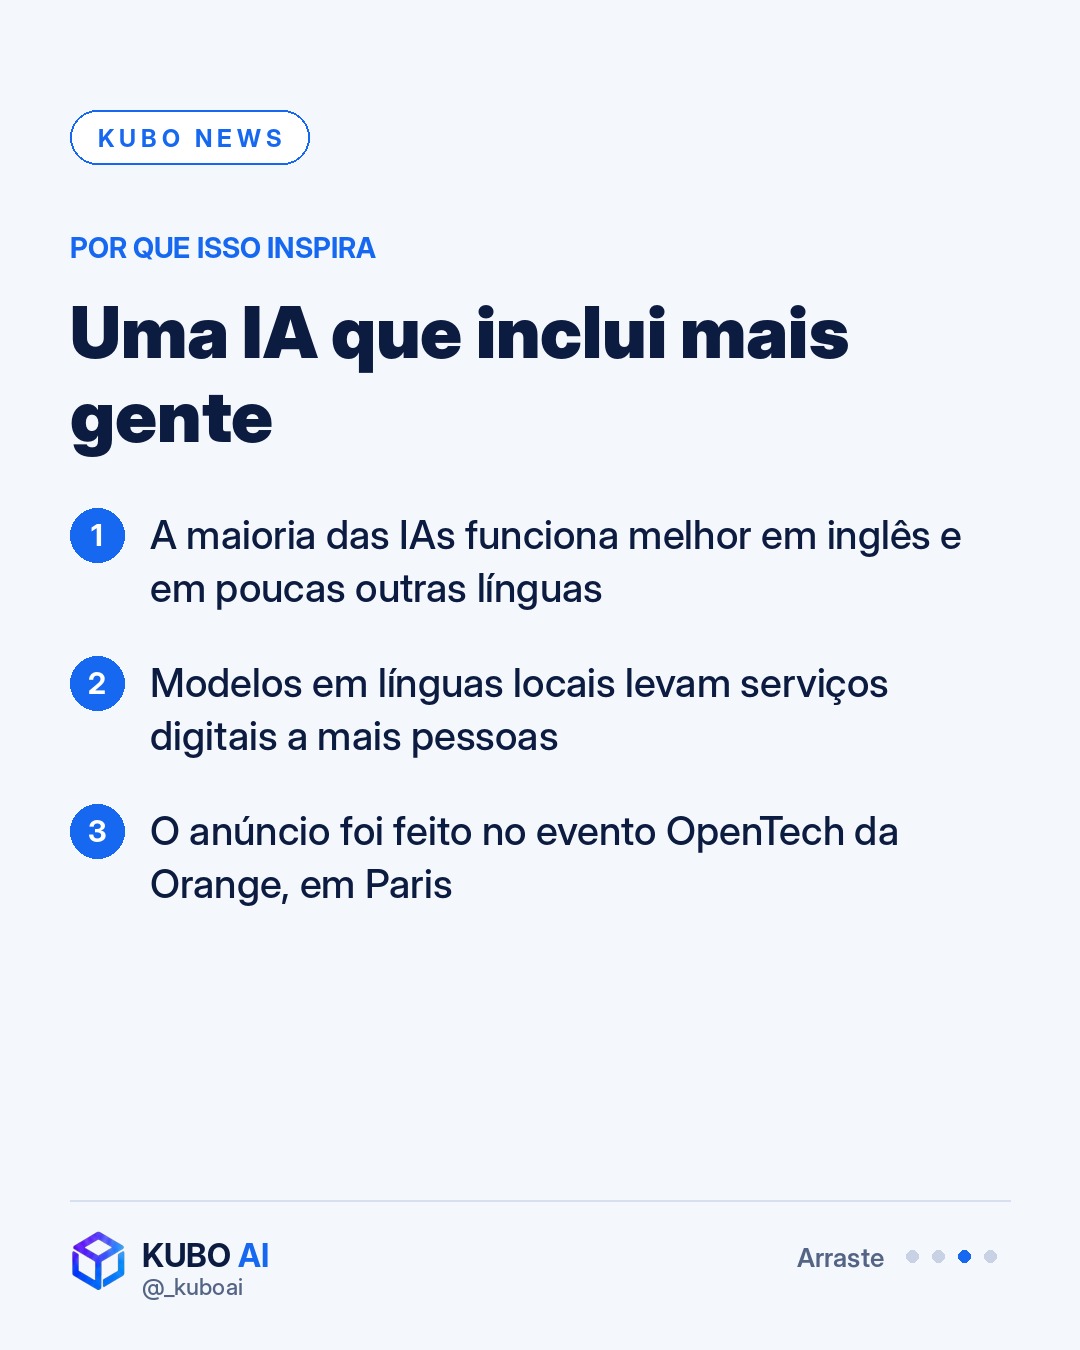 KUBO NEWS
POR QUE ISSO INSPIRA
Uma IA que inclui mais
gente
1 A maioria das IAs funciona melhor em inglês e
em poucas outras línguas
2 Modelos em línguas locais levam serviços
digitais a mais pessoas
3 O anúncio foi feito no evento OpenTech da
Orange, em Paris
KUBO AI
@_kuboai
Arraste